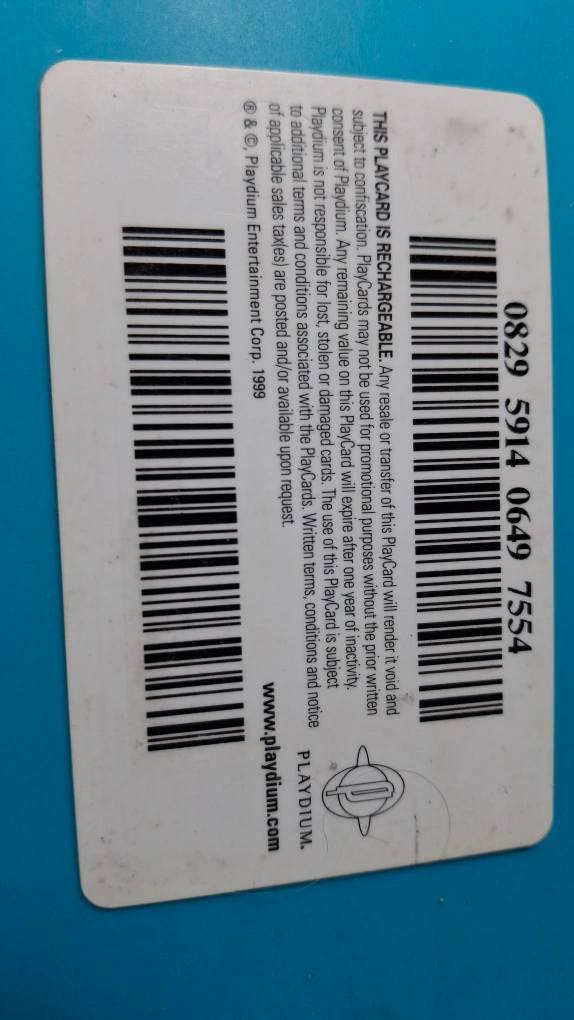 0829 5914 0649 7554
THIS PLAYCARD IS RECHARGEABLE. Any resale or transfer of this PlayCard will render it void and
subject to confiscation. PlayCards may not be used for promotional purposes without the prior written
consent of Playdium. Any remaining value on this PlayCard will expire after one year of inactivity.
Playdium is not responsible for lost, stolen or damaged cards. The use of this PlayCard is subject
to additional terms and conditions associated with the PlayCards. Written terms, conditions and notice
of applicable sales tax(es) are posted and/or available upon request.
® & ©, Playdium Entertainment Corp. 1999
PLAYDIUM.
www.playdium.com